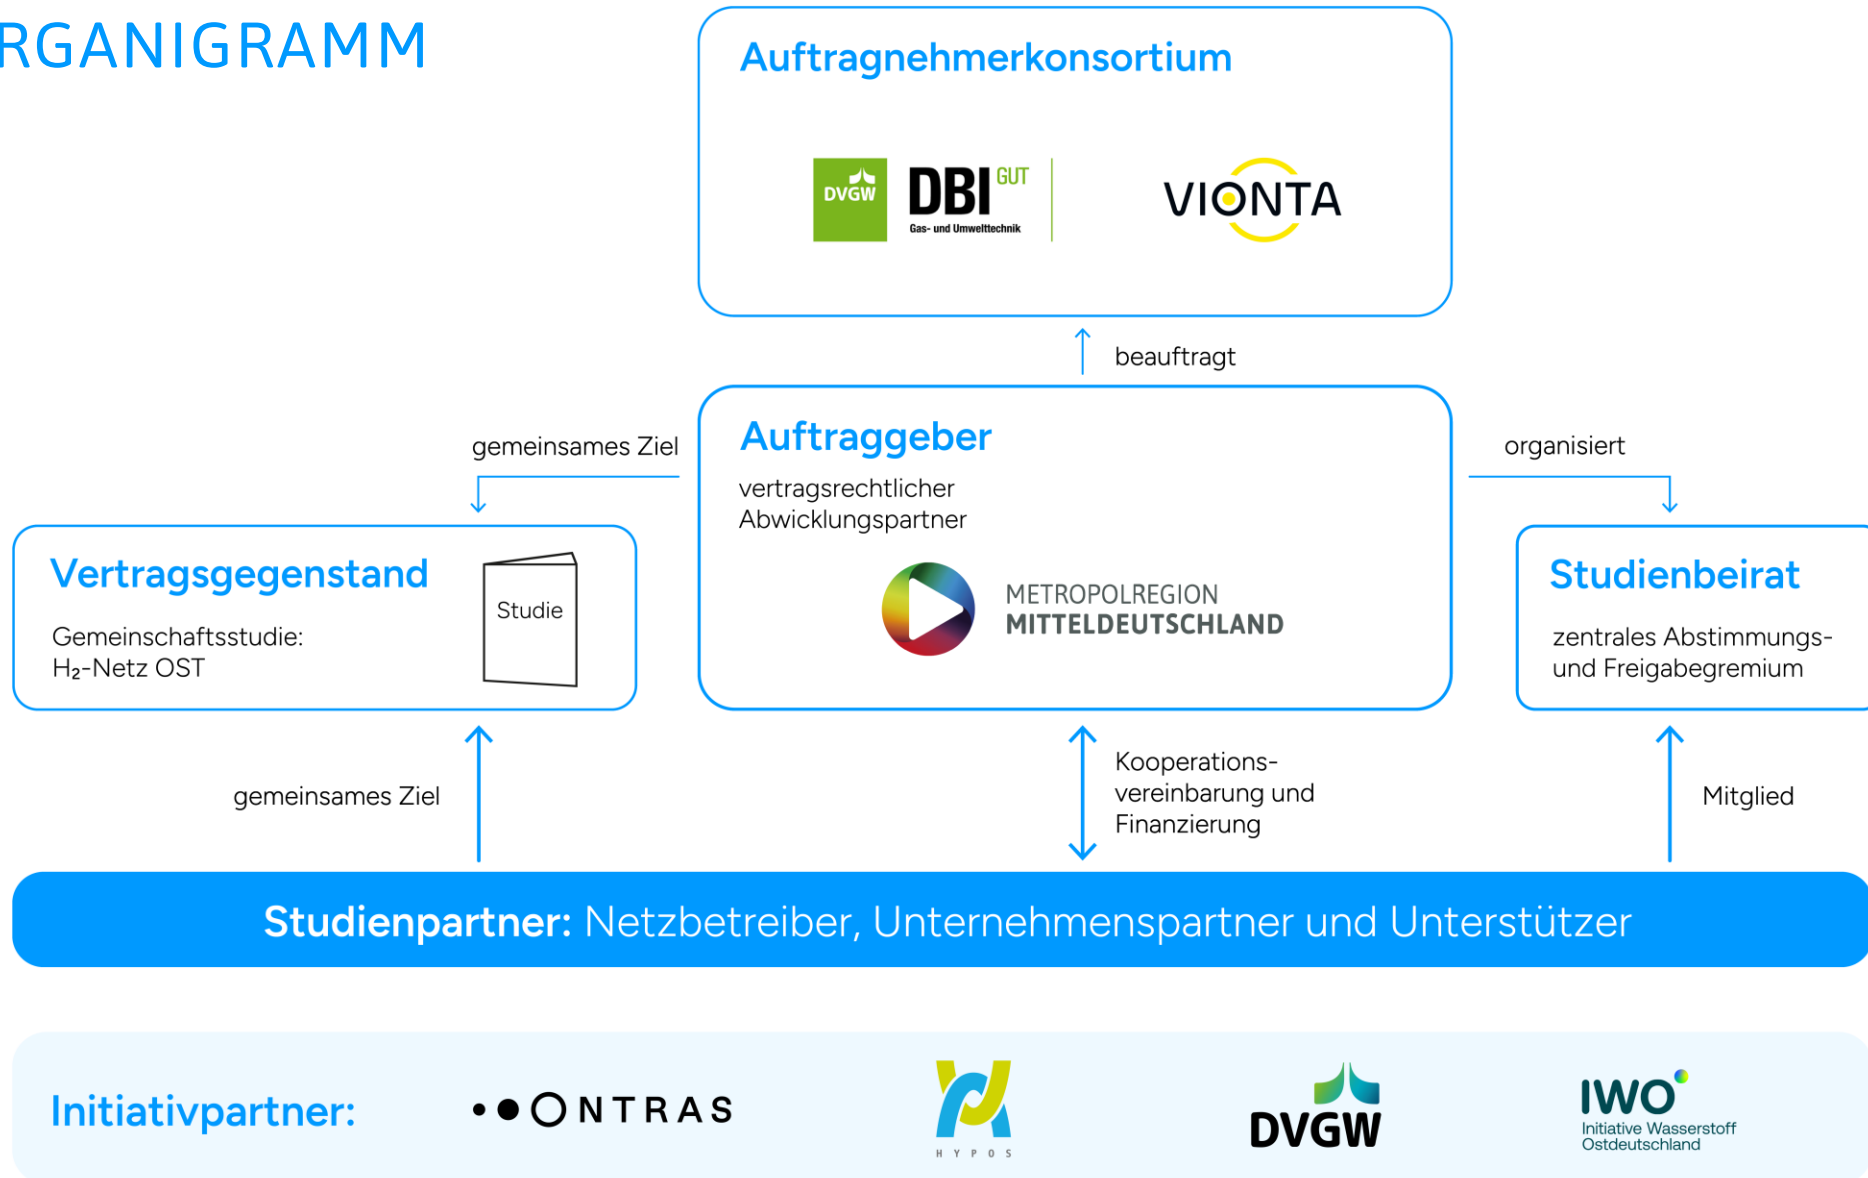 RGANIGRAMM
Auftragnehmerkonsortium
DVGW
DBI GUT
Gas- und Umwelttechnik
VIONTA
beauftragt
gemeinsames Ziel
Auftraggeber
vertragsrechtlicher
Abwicklungspartner
METROPOLREGION
MITTELDEUTSCHLAND
organisiert
Vertragsgegenstand
Gemeinschaftsstudie:
H₂-Netz OST
Studie
Studienbeirat
zentrales Abstimmungs-
und Freigabegremium
gemeinsames Ziel
Kooperations-
vereinbarung und
Finanzierung
Mitglied
Studienpartner: Netzbetreiber, Unternehmenspartner und Unterstützer
Initiativpartner:
ONTRAS
HYPOS
DVGW
IWO
Initiative Wasserstoff
Ostdeutschland